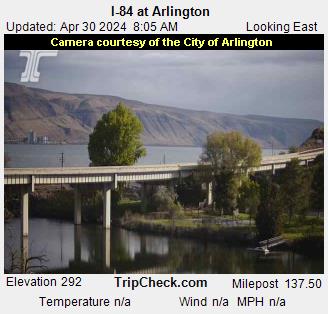 I-84 at Arlington
Updated: Apr 30 2024 8:05 AM Looking East
Camera courtesy of the City of Arlington
Elevation 292 TripCheck.com Milepost 137.50
Temperature n/a Wind n/a MPH n/a